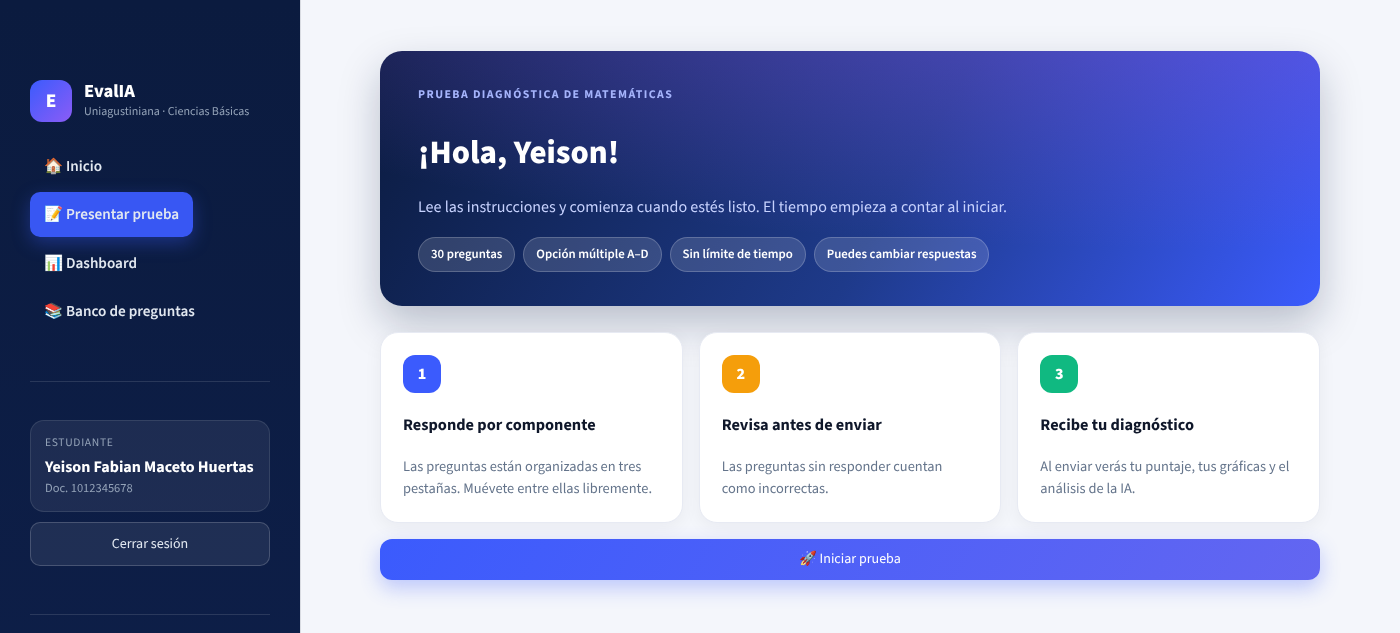 E
EvalIA
Uniagustiniana · Ciencias Básicas
🏠 Inicio
📝 Presentar prueba
📊 Dashboard
📚 Banco de preguntas
ESTUDIANTE
Yeison Fabian Maceto Huertas
Doc. 1012345678
Cerrar sesión
PRUEBA DIAGNÓSTICA DE MATEMÁTICAS
¡Hola, Yeison!
Lee las instrucciones y comienza cuando estés listo. El tiempo empieza a contar al iniciar.
30 preguntas
Opción múltiple A–D
Sin límite de tiempo
Puedes cambiar respuestas
1
Responde por componente
Las preguntas están organizadas en tres
pestañas. Muévete entre ellas libremente.
2
Revisa antes de enviar
Las preguntas sin responder cuentan
como incorrectas.
3
Recibe tu diagnóstico
Al enviar verás tu puntaje, tus gráficas y el
análisis de la IA.
🚀 Iniciar prueba